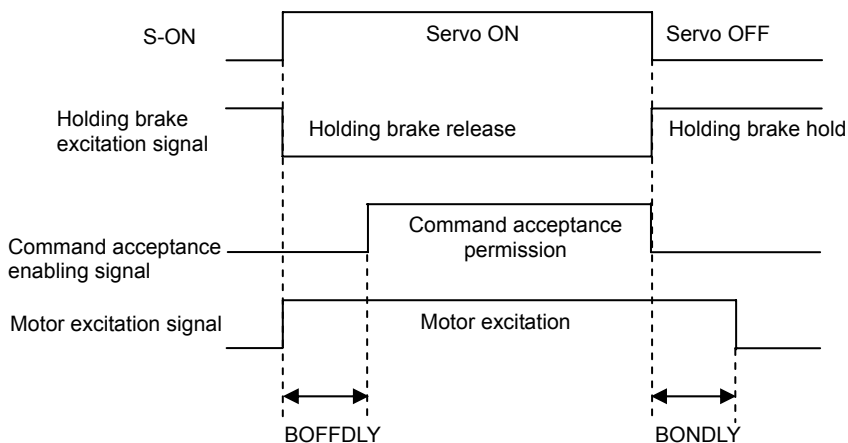 S-ON
Servo ON
Servo OFF
Holding brake
excitation signal
Holding brake release
Holding brake hold
Command acceptance
enabling signal
Command acceptance
permission
Motor excitation signal
Motor excitation
BOFFDLY
BONDLY